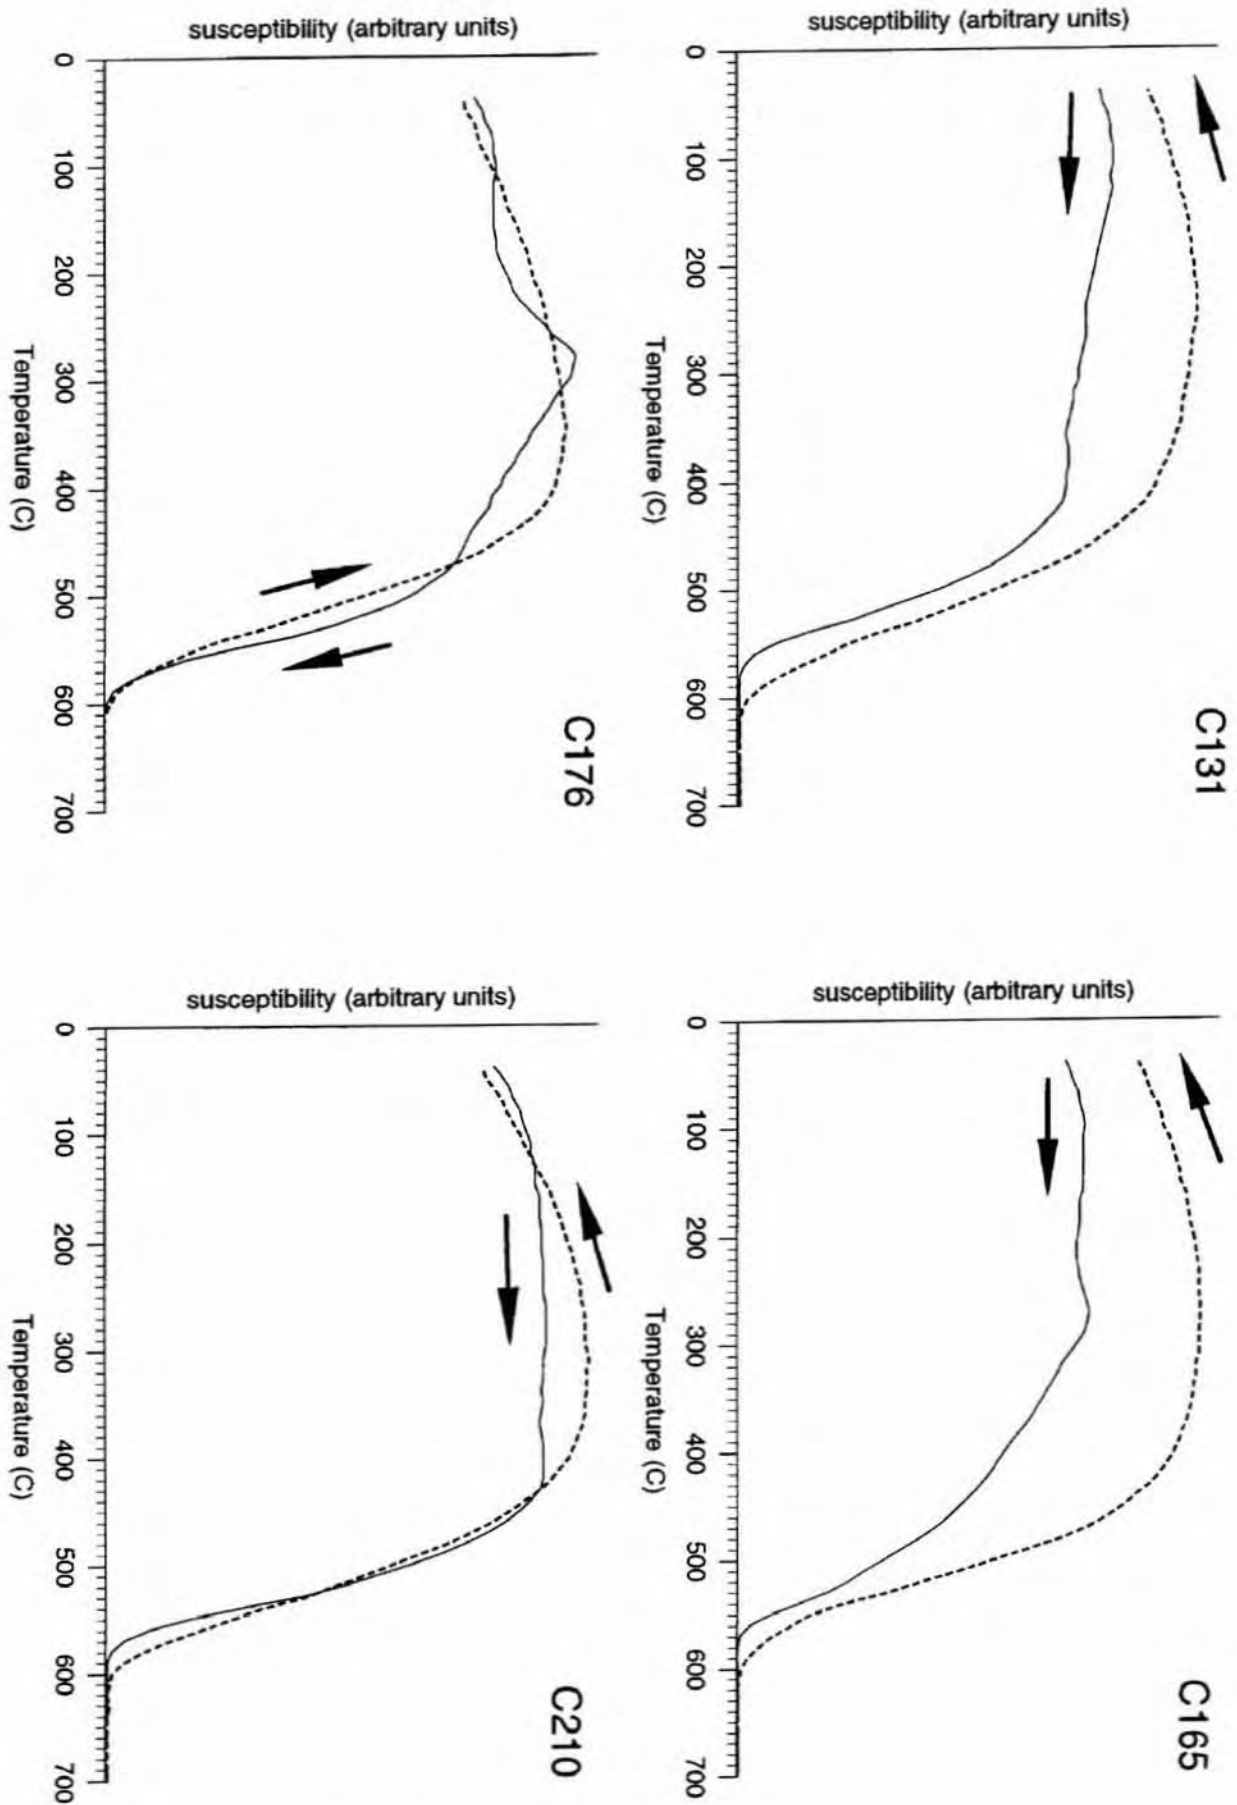 C131
susceptibility (arbitrary units)
0 100 200 300 400 500 600 700
Temperature (C)
C165
susceptibility (arbitrary units)
0 100 200 300 400 500 600 700
Temperature (C)
C176
susceptibility (arbitrary units)
0 100 200 300 400 500 600 700
Temperature (C)
C210
susceptibility (arbitrary units)
0 100 200 300 400 500 600 700
Temperature (C)